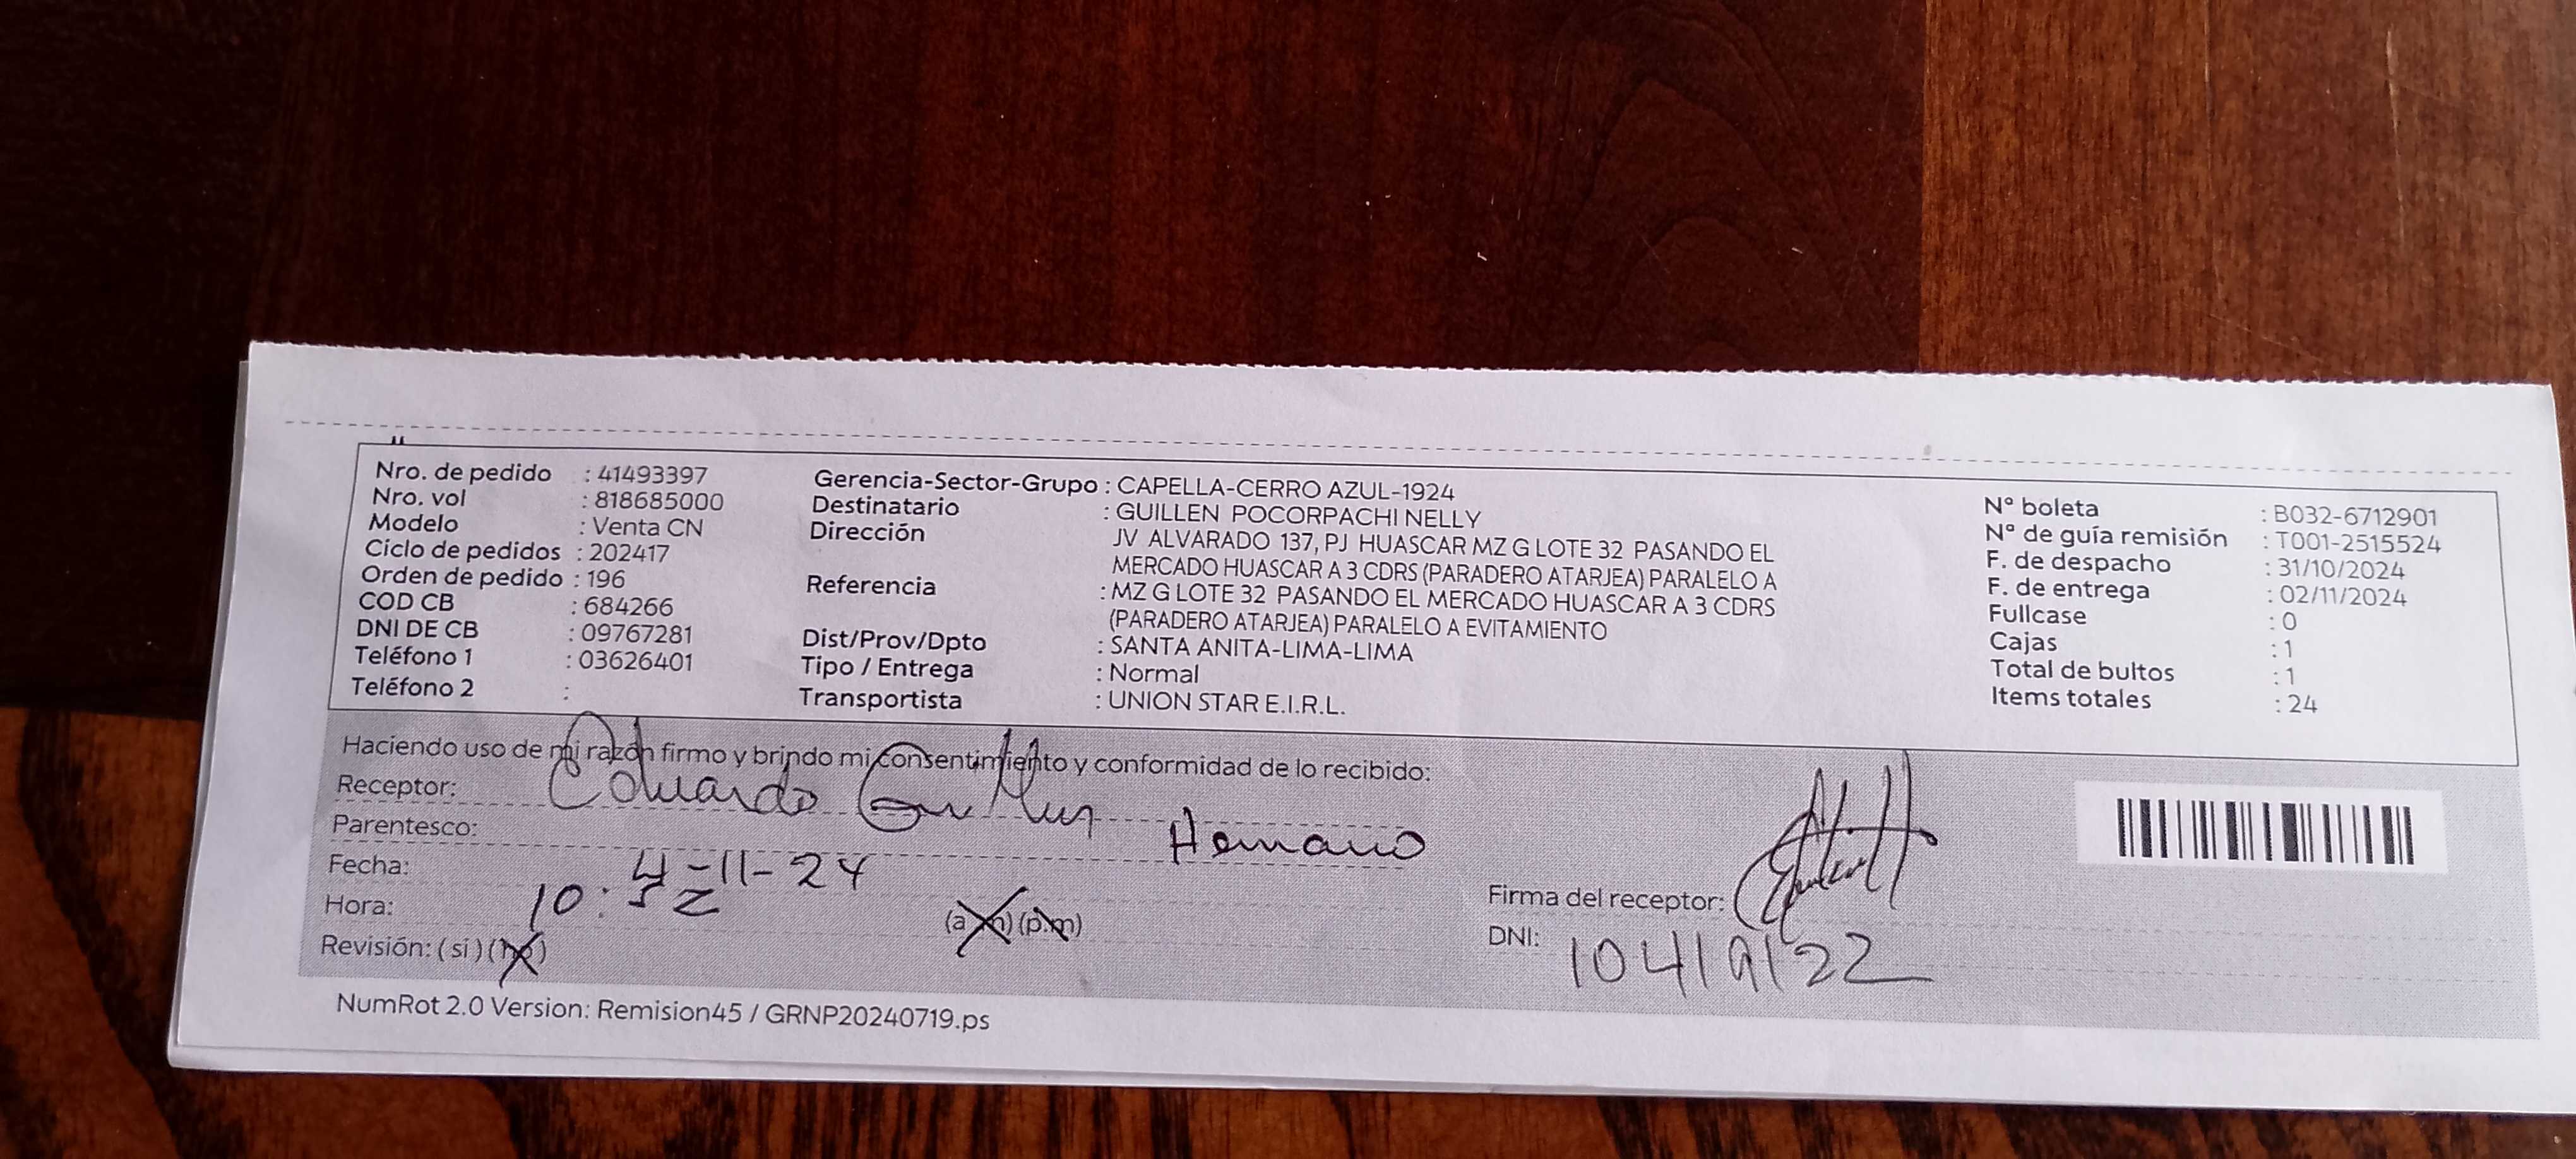 Nro. de pedido : 41493397
Nro. vol : 818685000
Modelo : Venta CN
Ciclo de pedidos : 202417
Orden de pedido : 196
COD CB : 684266
DNI DE CB : 09767281
Teléfono 1 : 03626401
Teléfono 2 :
Gerencia-Sector-Grupo : CAPELLA-CERRO AZUL-1924
Destinatario : GUILLEN POCORPACHI NELLY
Dirección JV ALVARADO 137, PJ HUASCAR MZ G LOTE 32 PASANDO EL
MERCADO HUASCAR A 3 CDRS (PARADERO ATARJEA) PARALELO A
Referencia : MZ G LOTE 32 PASANDO EL MERCADO HUASCAR A 3 CDRS
(PARADERO ATARJEA) PARALELO A EVITAMIENTO
Dist/Prov/Dpto : SANTA ANITA-LIMA-LIMA
Tipo / Entrega : Normal
Transportista : UNION STAR E.I.R.L.
Nº boleta : B032-6712901
Nº de guía remisión : T001-2515524
F. de despacho : 31/10/2024
F. de entrega : 02/11/2024
Fullcase : 0
Cajas : 1
Total de bultos : 1
Items totales : 24
Haciendo uso de mi razón firmo y brindo mi consentimiento y conformidad de lo recibido:
Receptor: Eduardo Guillen
Parentesco: Hermano
Fecha: 4-11-24
Hora: 10:52 (a.m) (p.m)
Revisión: (si) (no)
Firma del receptor:
DNI: 10419122
NumRot 2.0 Version: Remision45 / GRNP20240719.ps